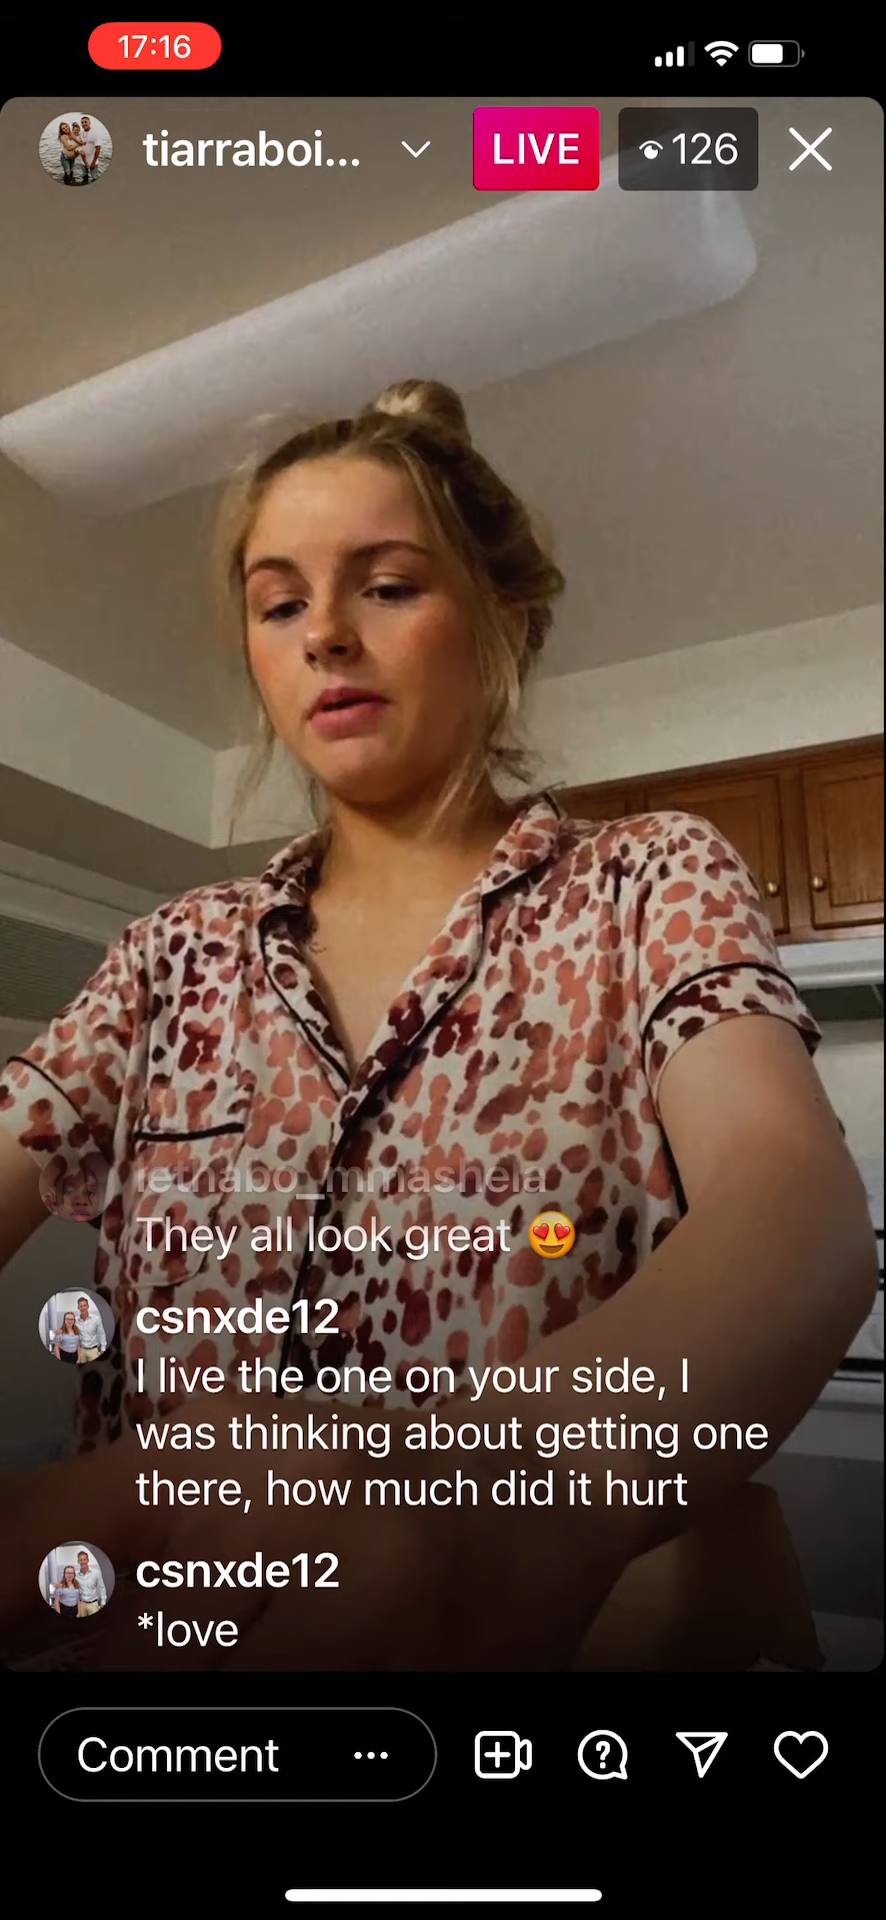 17:16
tiarraboi...
LIVE
126
lethabo_mmashela
They all look great 😍
csnxde12
I live the one on your side, I
was thinking about getting one
there, how much did it hurt
csnxde12
*love
Comment